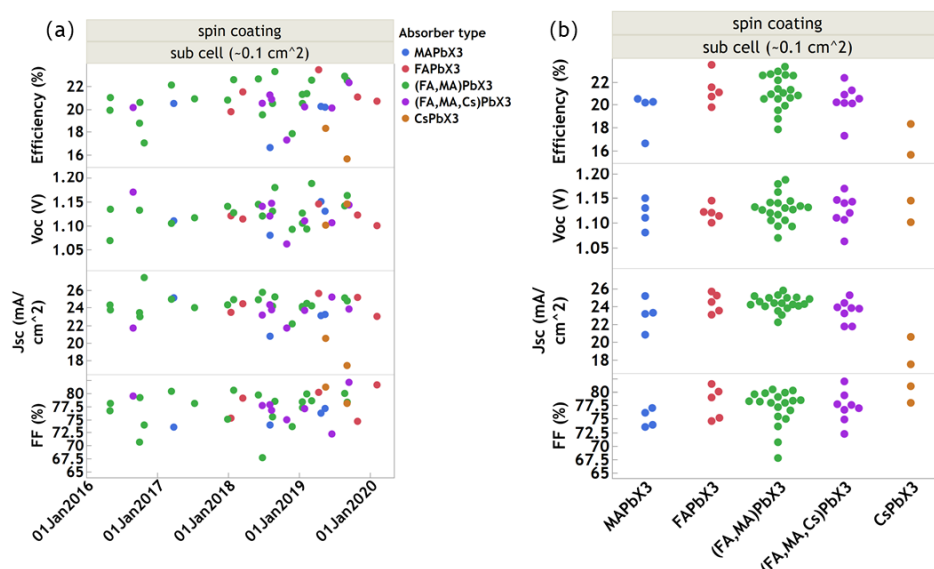 (a)
spin coating
sub cell (~0.1 cm^2)
Efficiency (%)
22
20
18
16
Voc (V)
1.20
1.15
1.10
1.05
Jsc (mA/
cm^2)
26
24
22
20
18
FF (%)
80
77.5
75
72.5
70
67.5
65
01Jan2016
01Jan2017
01Jan2018
01Jan2019
01Jan2020
Absorber type
MAPbX3
FAPbX3
(FA,MA)PbX3
(FA,MA,Cs)PbX3
CsPbX3
(b)
spin coating
sub cell (~0.1 cm^2)
Efficiency (%)
22
20
18
16
Voc (V)
1.20
1.15
1.10
1.05
Jsc (mA/
cm^2)
26
24
22
20
18
FF (%)
80
77.5
75
72.5
70
67.5
65
MAPbX3
FAPbX3
(FA,MA)PbX3
(FA,MA,Cs)PbX3
CsPbX3